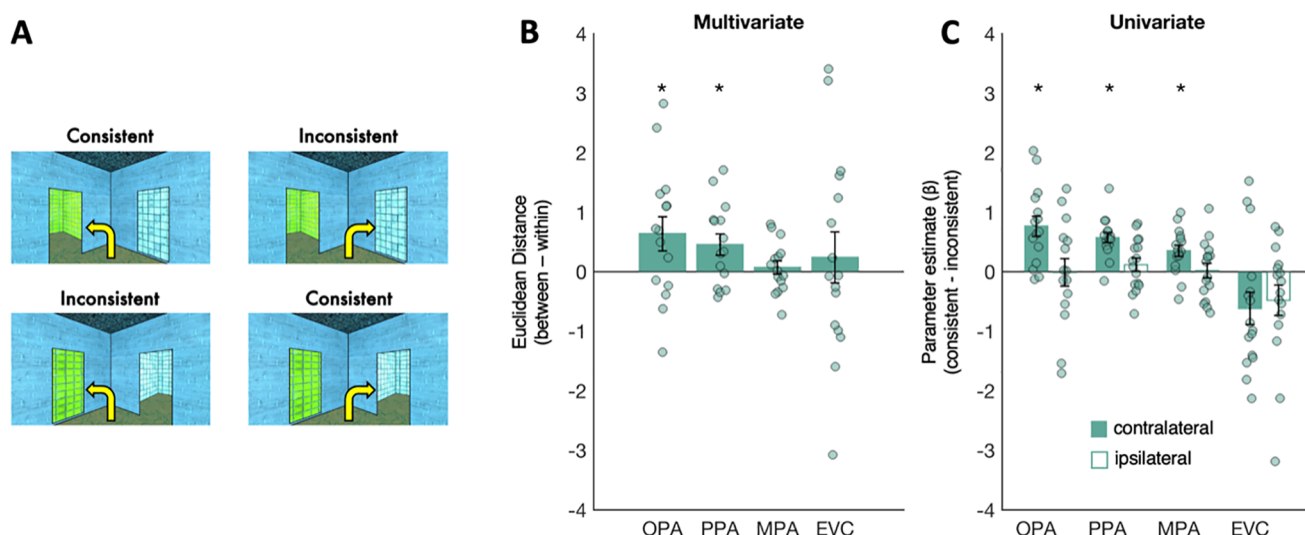 A
Consistent
Inconsistent
Inconsistent
Consistent
B
Multivariate
Euclidean Distance
(between – within)
4
3
2
1
0
-1
-2
-3
-4
*
*
OPA
PPA
MPA
EVC
C
Univariate
Parameter estimate (β)
(consistent - inconsistent)
4
3
2
1
0
-1
-2
-3
-4
*
*
*
contralateral
ipsilateral
OPA
PPA
MPA
EVC